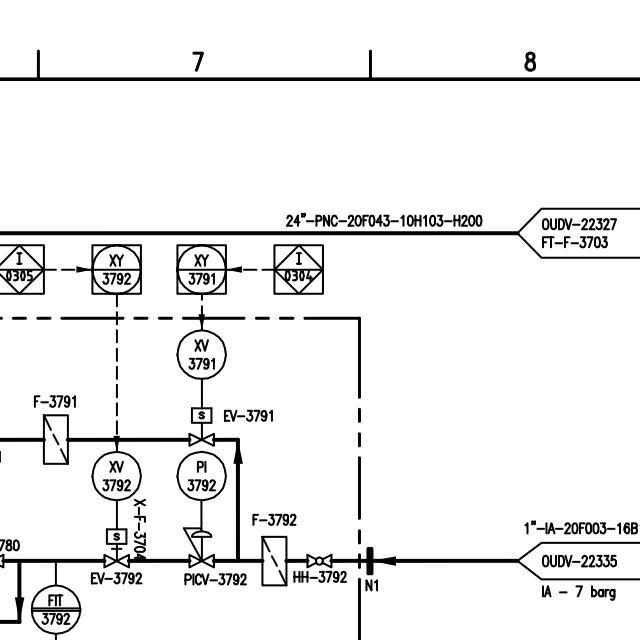 7
8
24"-PNC-20F043-10H103-H200
OUDV-22327
FT-F-3703
I
0305
XY
3792
XY
3791
I
0304
XV
3791
F-3791
S
EV-3791
XV
3792
PI
3792
X-F-3704
F-3792
1"-IA-20F003-16B
S
780
EV-3792
PICV-3792
HH-3792
N1
OUDV-22335
IA - 7 barg
FIT
3792